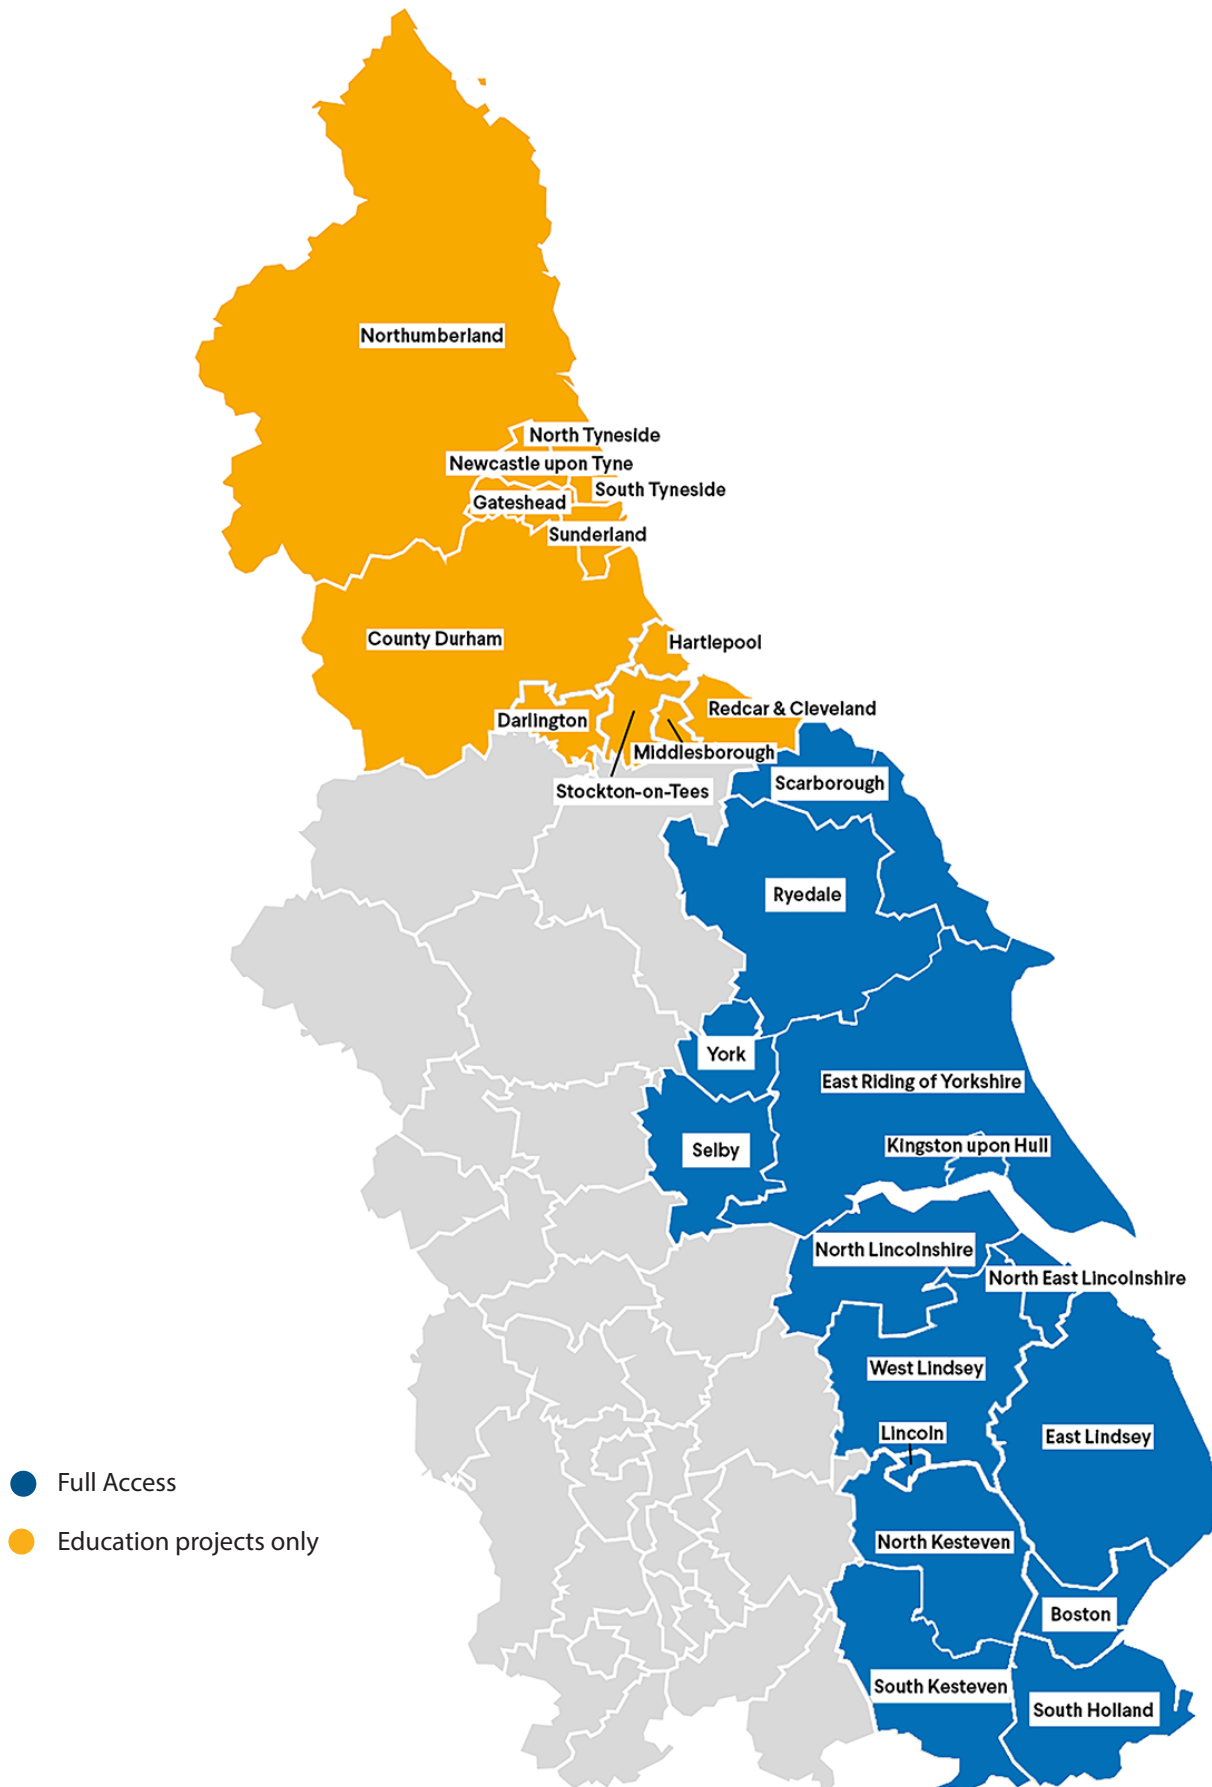 Northumberland
North Tyneside
Newcastle upon Tyne
South Tyneside
Gateshead
Sunderland
County Durham
Hartlepool
Redcar & Cleveland
Darlington
Middlesborough
Stockton-on-Tees
Scarborough
Ryedale
York
East Riding of Yorkshire
Kingston upon Hull
Selby
North Lincolnshire
North East Lincolnshire
West Lindsey
Lincoln
East Lindsey
Full Access
Education projects only
North Kesteven
Boston
South Kesteven
South Holland